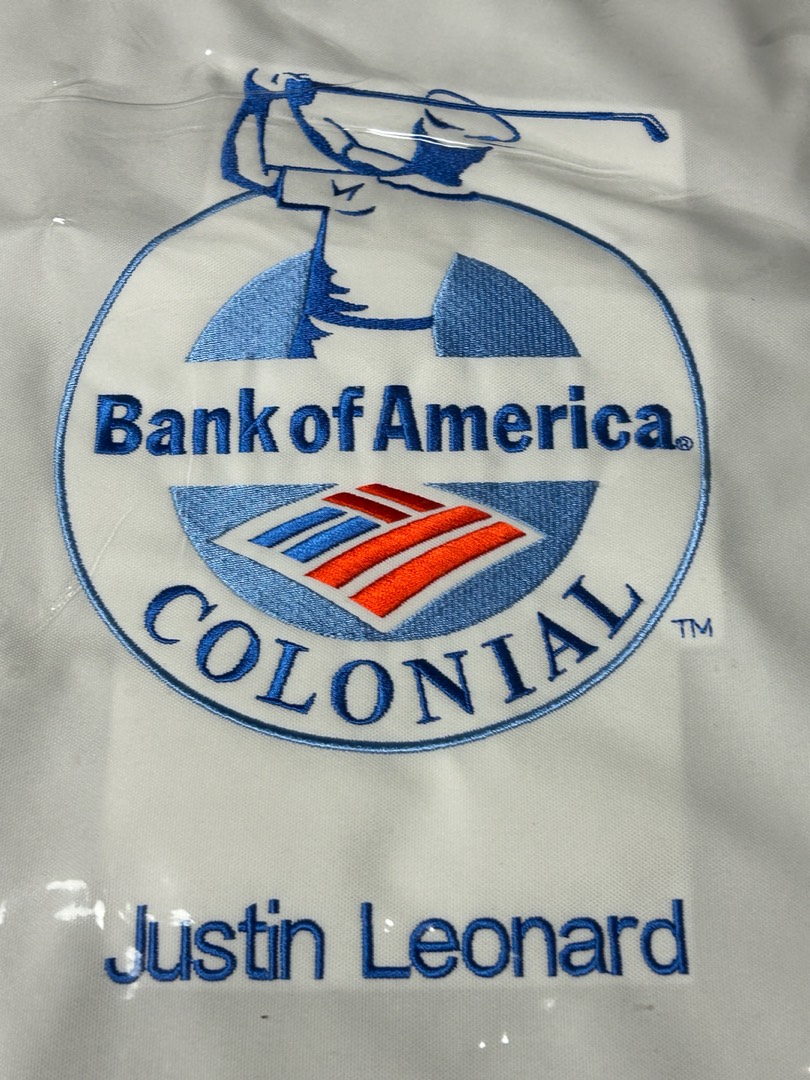 Bank of America®
COLONIAL
TM
Justin Leonard